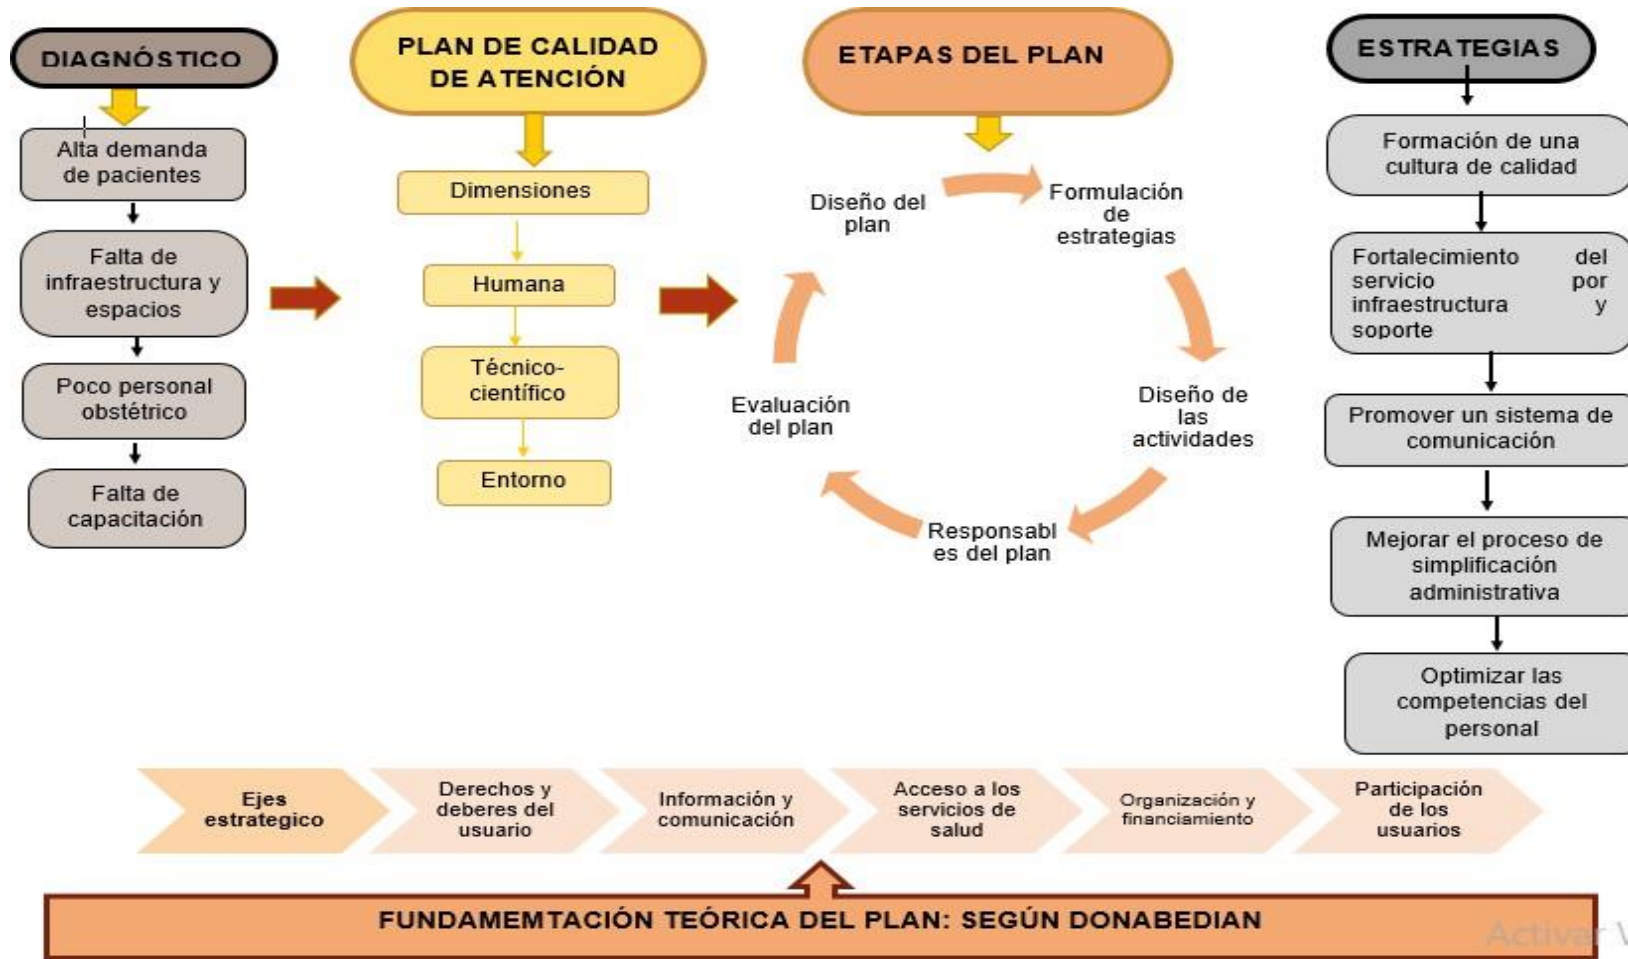 DIAGNÓSTICO
Alta demanda
de pacientes
Falta de
infraestructura y
espacios
Poco personal
obstétrico
Falta de
capacitación
PLAN DE CALIDAD
DE ATENCIÓN
Dimensiones
Humana
Técnico-
científico
Entorno
ETAPAS DEL PLAN
Diseño del
plan
Formulación
de
estrategias
Diseño de
las
actividades
Responsabl
es del plan
Evaluación
del plan
ESTRATEGIAS
Formación de una
cultura de calidad
Fortalecimiento del
servicio por
infraestructura y
soporte
Promover un sistema de
comunicación
Mejorar el proceso de
simplificación
administrativa
Optimizar las
competencias del
personal
Ejes
estrategico
Derechos y
deberes del
usuario
Información y
comunicación
Acceso a los
servicios de
salud
Organización y
financiamiento
Participación
de los
usuarios
FUNDAMEMTACIÓN TEÓRICA DEL PLAN: SEGÚN DONABEDIAN
Activar